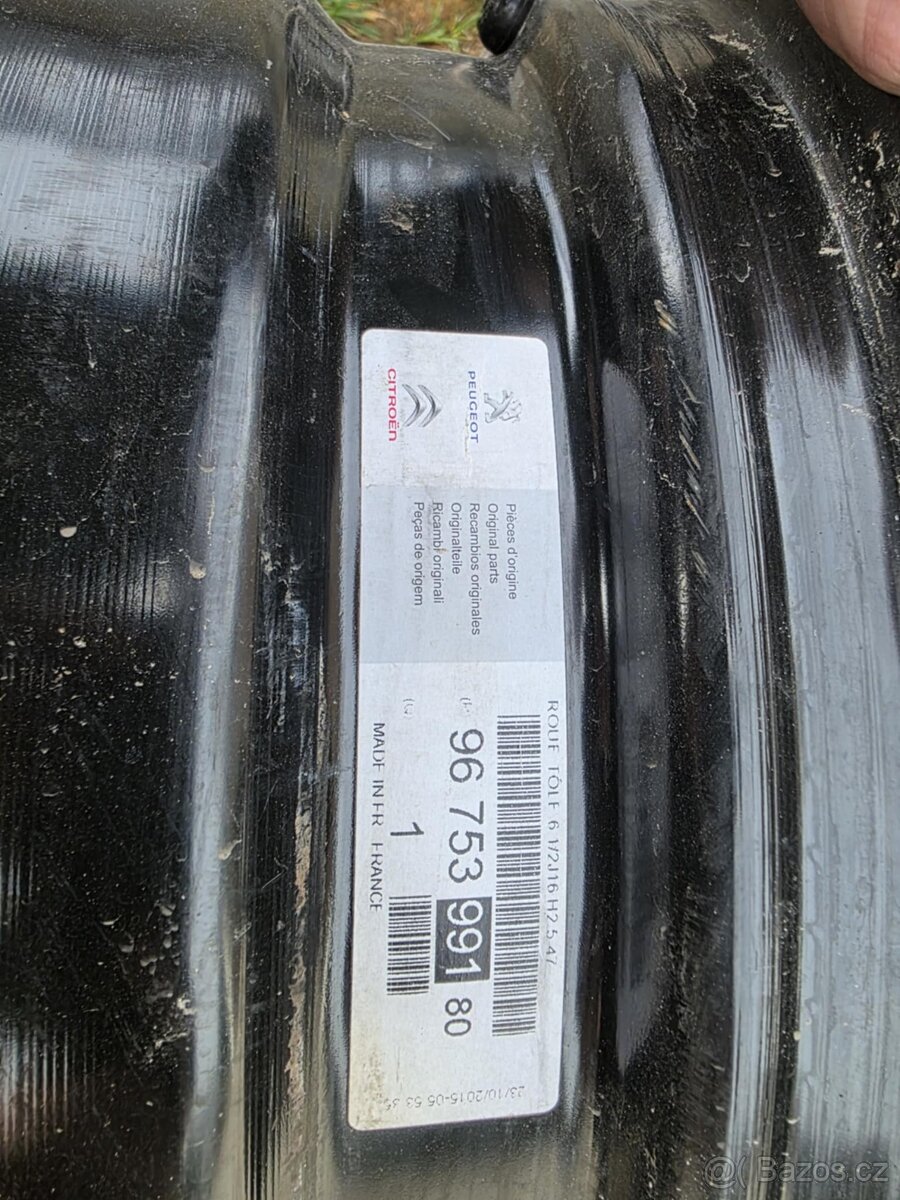 PEUGEOT
CITROËN
Pièces d'origine
Original parts
Recambios originales
Originalteile
Ricambi originali
Peças de origem
ROUE TÔLE 6 1/2J16 H2 5 47
96 753 991 80
1
MADE IN FR FRANCE
23/10/2015-05 53
@( Bazos.cz